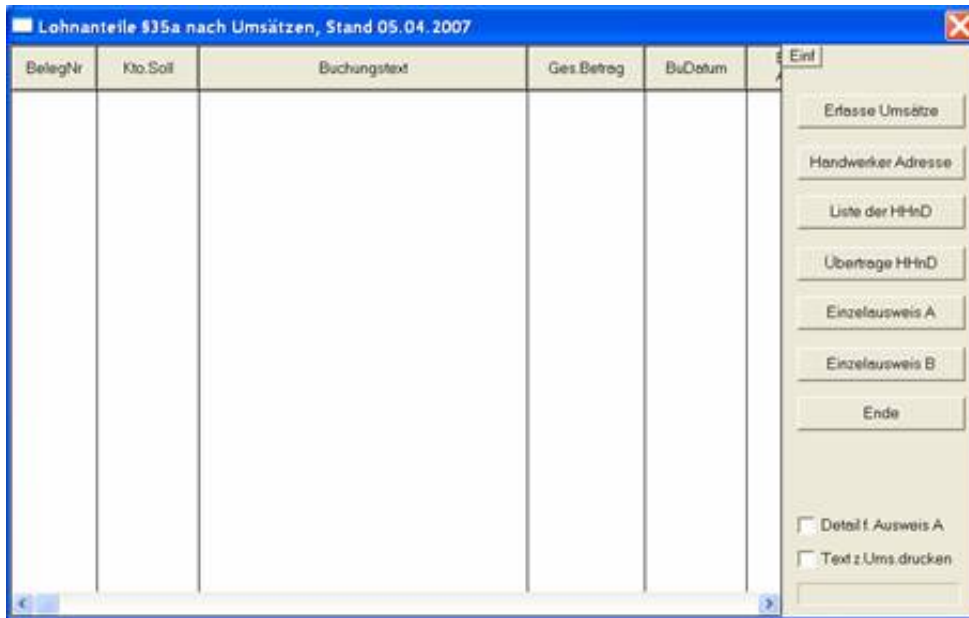 Lohnanteile §35a nach Umsätzen, Stand 05.04.2007
BelegNr Kto.Soll Buchungstext Ges.Betrag BuDatum
Einf
Erfasse Umsätze
Handwerker Adresse
Liste der HHnD
Übertrage HHnD
Einzelausweis A
Einzelausweis B
Ende
Detail f. Ausweis A
Text z.Ums.drucken